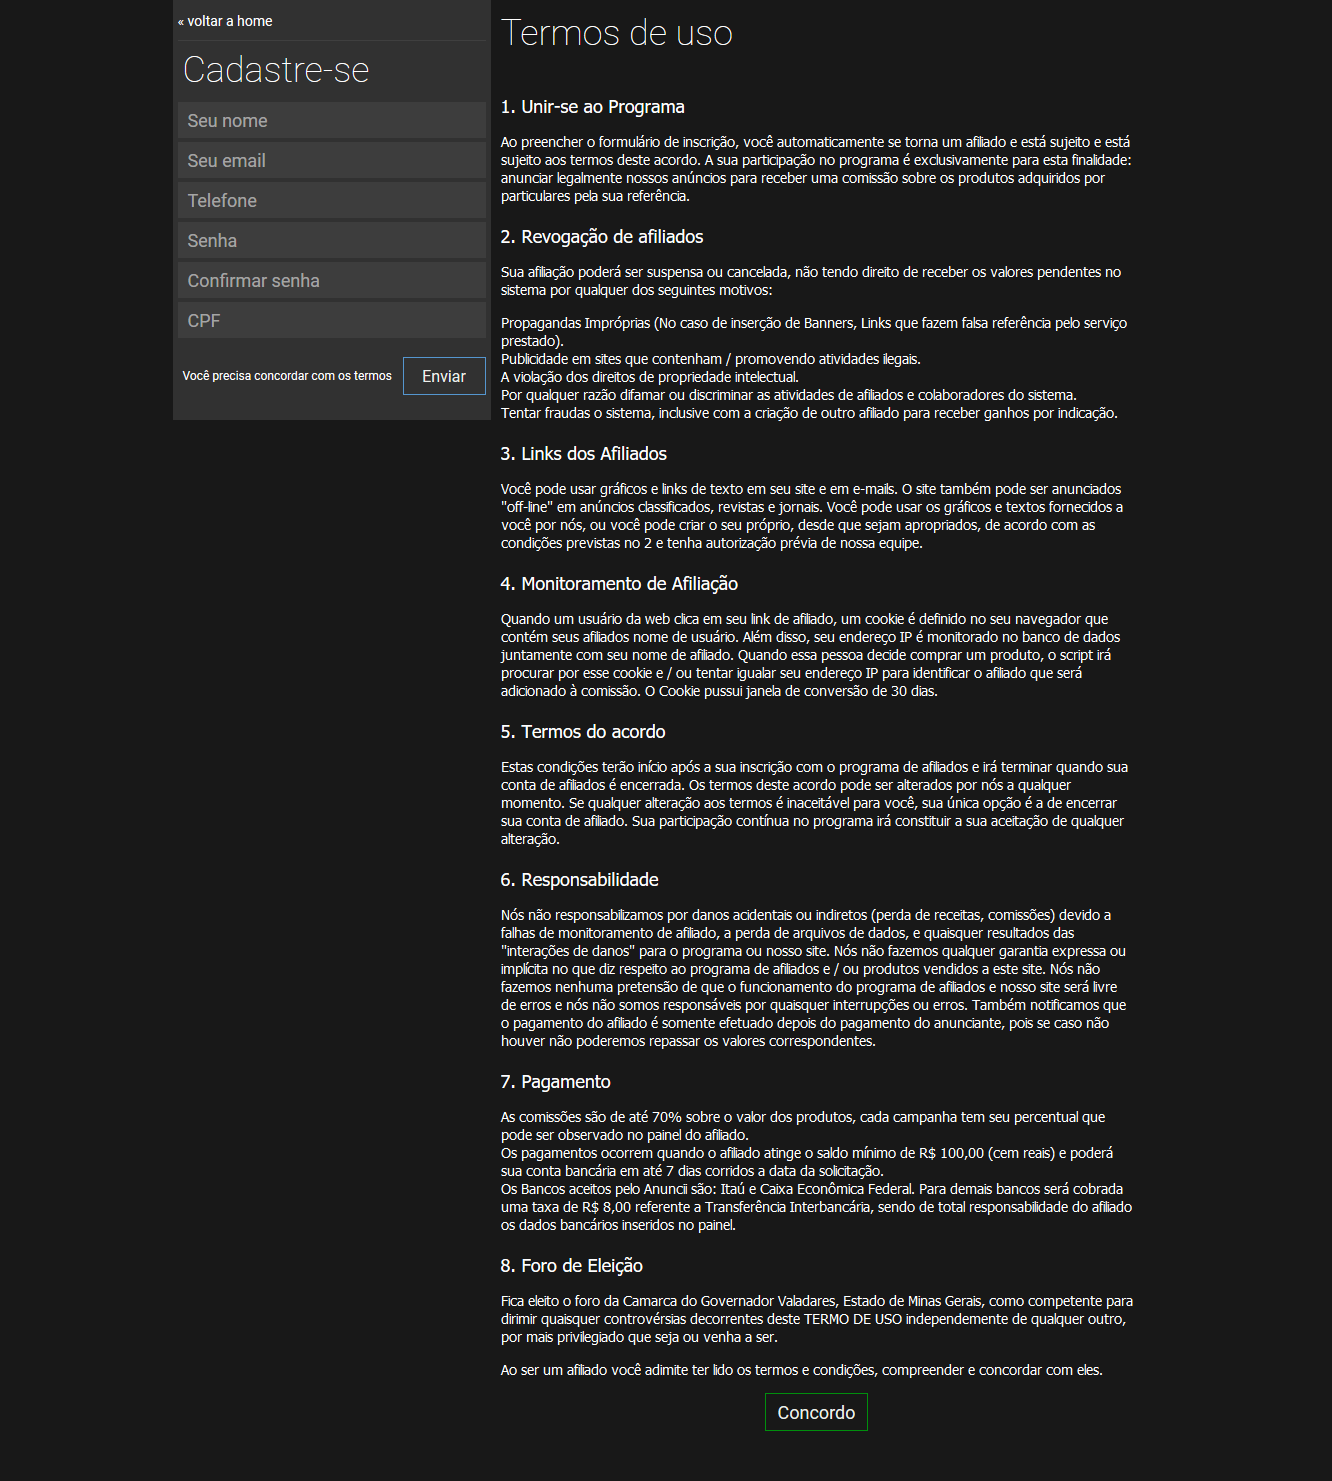 « voltar a home
Cadastre-se
Seu nome
Seu email
Telefone
Senha
Confirmar senha
CPF
Você precisa concordar com os termos
Enviar
Termos de uso
1. Unir-se ao Programa
Ao preencher o formulário de inscrição, você automaticamente se torna um afiliado e está sujeito e está
sujeito aos termos deste acordo. A sua participação no programa é exclusivamente para esta finalidade:
anunciar legalmente nossos anúncios para receber uma comissão sobre os produtos adquiridos por
particulares pela sua referência.
2. Revogação de afiliados
Sua afiliação poderá ser suspensa ou cancelada, não tendo direito de receber os valores pendentes no
sistema por qualquer dos seguintes motivos:
Propagandas Impróprias (No caso de inserção de Banners, Links que fazem falsa referência pelo serviço
prestado).
Publicidade em sites que contenham / promovendo atividades ilegais.
A violação dos direitos de propriedade intelectual.
Por qualquer razão difamar ou discriminar as atividades de afiliados e colaboradores do sistema.
Tentar fraudas o sistema, inclusive com a criação de outro afiliado para receber ganhos por indicação.
3. Links dos Afiliados
Você pode usar gráficos e links de texto em seu site e em e-mails. O site também pode ser anunciados
"off-line" em anúncios classificados, revistas e jornais. Você pode usar os gráficos e textos fornecidos a
você por nós, ou você pode criar o seu próprio, desde que sejam apropriados, de acordo com as
condições previstas no 2 e tenha autorização prévia de nossa equipe.
4. Monitoramento de Afiliação
Quando um usuário da web clica em seu link de afiliado, um cookie é definido no seu navegador que
contém seus afiliados nome de usuário. Além disso, seu endereço IP é monitorado no banco de dados
juntamente com seu nome de afiliado. Quando essa pessoa decide comprar um produto, o script irá
procurar por esse cookie e / ou tentar igualar seu endereço IP para identificar o afiliado que será
adicionado à comissão. O Cookie pussui janela de conversão de 30 dias.
5. Termos do acordo
Estas condições terão início após a sua inscrição com o programa de afiliados e irá terminar quando sua
conta de afiliados é encerrada. Os termos deste acordo pode ser alterados por nós a qualquer
momento. Se qualquer alteração aos termos é inaceitável para você, sua única opção é a de encerrar
sua conta de afiliado. Sua participação contínua no programa irá constituir a sua aceitação de qualquer
alteração.
6. Responsabilidade
Nós não responsabilizamos por danos acidentais ou indiretos (perda de receitas, comissões) devido a
falhas de monitoramento de afiliado, a perda de arquivos de dados, e quaisquer resultados das
"interações de danos" para o programa ou nosso site. Nós não fazemos qualquer garantia expressa ou
implícita no que diz respeito ao programa de afiliados e / ou produtos vendidos a este site. Nós não
fazemos nenhuma pretensão de que o funcionamento do programa de afiliados e nosso site será livre
de erros e nós não somos responsáveis por quaisquer interrupções ou erros. Também notificamos que
o pagamento do afiliado é somente efetuado depois do pagamento do anunciante, pois se caso não
houver não poderemos repassar os valores correspondentes.
7. Pagamento
As comissões são de até 70% sobre o valor dos produtos, cada campanha tem seu percentual que
pode ser observado no painel do afiliado.
Os pagamentos ocorrem quando o afiliado atinge o saldo mínimo de R$ 100,00 (cem reais) e poderá
sua conta bancária em até 7 dias corridos a data da solicitação.
Os Bancos aceitos pelo Anuncii são: Itaú e Caixa Econômica Federal. Para demais bancos será cobrada
uma taxa de R$ 8,00 referente a Transferência Interbancária, sendo de total responsabilidade do afiliado
os dados bancários inseridos no painel.
8. Foro de Eleição
Fica eleito o foro da Camarca do Governador Valadares, Estado de Minas Gerais, como competente para
dirimir quaisquer controvérsias decorrentes deste TERMO DE USO independemente de qualquer outro,
por mais privilegiado que seja ou venha a ser.
Ao ser um afiliado você adimite ter lido os termos e condições, compreender e concordar com eles.
Concordo